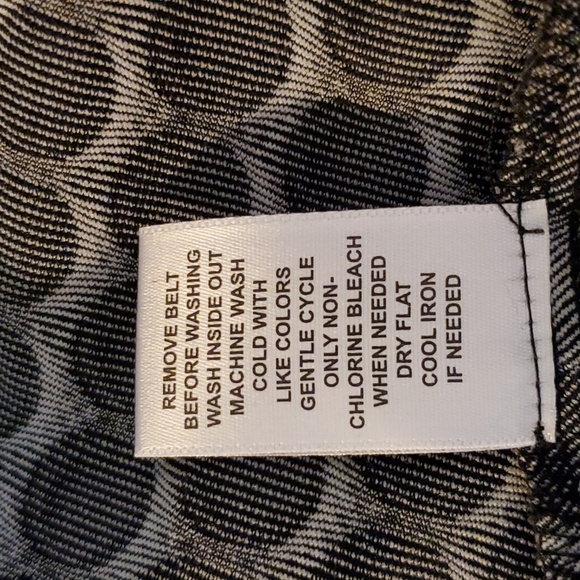 REMOVE BELT
BEFORE WASHING
WASH INSIDE OUT
MACHINE WASH
COLD WITH
LIKE COLORS
GENTLE CYCLE
ONLY NON-
CHLORINE BLEACH
WHEN NEEDED
DRY FLAT
COOL IRON
IF NEEDED